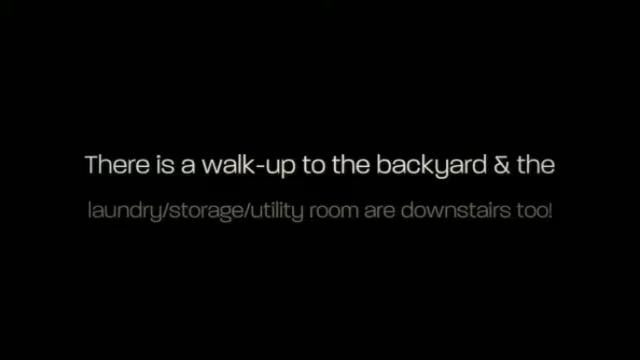 There is a walk-up to the backyard & the
laundry/storage/utility room are downstairs too!